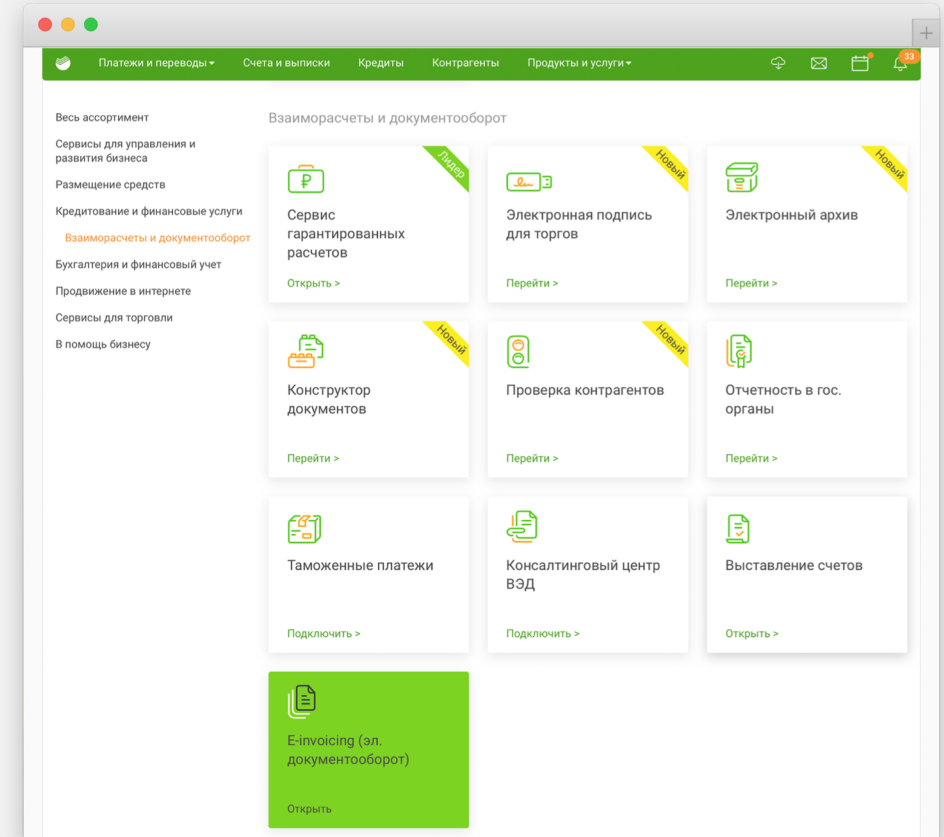 Платежи и переводы
Счета и выписки
Кредиты
Контрагенты
Продукты и услуги
33
Весь ассортимент
Сервисы для управления и
развития бизнеса
Размещение средств
Кредитование и финансовые услуги
Взаиморасчеты и документооборот
Бухгалтерия и финансовый учет
Продвижение в интернете
Сервисы для торговли
В помощь бизнесу
Взаиморасчеты и документооборот
Лидер
Сервис
гарантированных
расчетов
Открыть >
Новый
Электронная подпись
для торгов
Перейти >
Новый
Электронный архив
Перейти >
Новый
Конструктор
документов
Перейти >
Новый
Проверка контрагентов
Перейти >
Отчетность в гос.
органы
Перейти >
Таможенные платежи
Подключить >
Консалтинговый центр
ВЭД
Подключить >
Выставление счетов
Открыть >
E-invoicing (эл.
документооборот)
Открыть